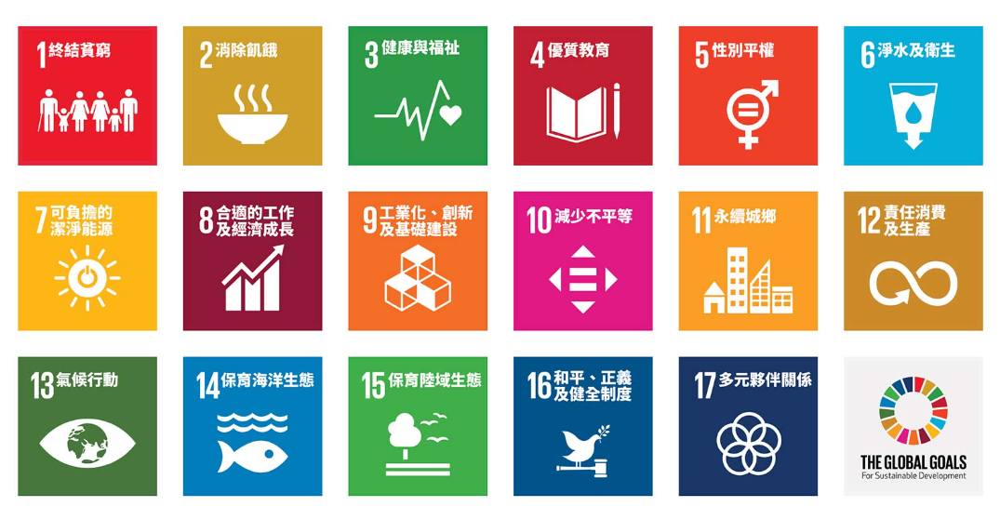 1 終結貧窮
2 消除飢餓
3 健康與福祉
4 優質教育
5 性別平權
6 淨水及衛生
7 可負擔的
潔淨能源
8 合適的工作
及經濟成長
9 工業化、創新
及基礎建設
10 減少不平等
11 永續城鄉
12 責任消費
及生產
13 氣候行動
14 保育海洋生態
15 保育陸域生態
16 和平、正義
及健全制度
17 多元夥伴關係
THE GLOBAL GOALS
For Sustainable Development